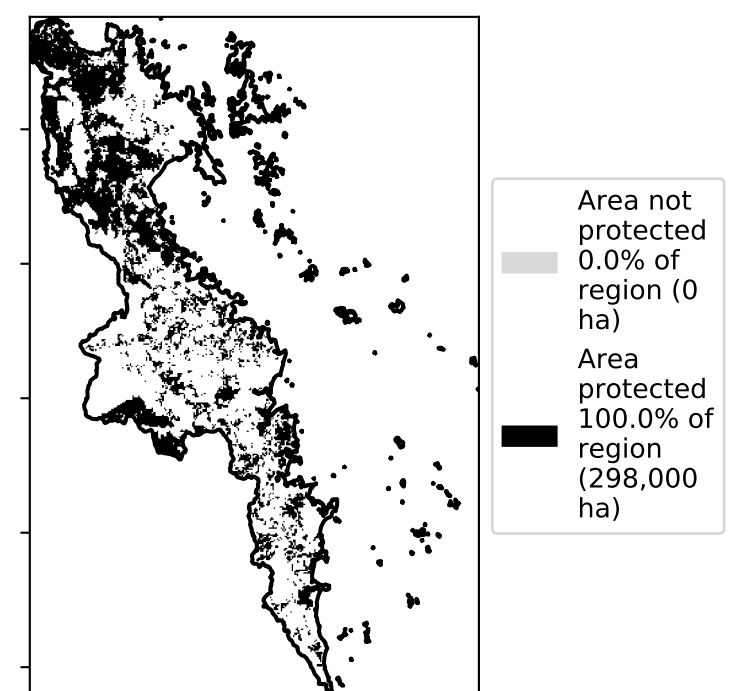 Area not
protected
0.0% of
region (0
ha)
Area
protected
100.0% of
region
(298,000
ha)